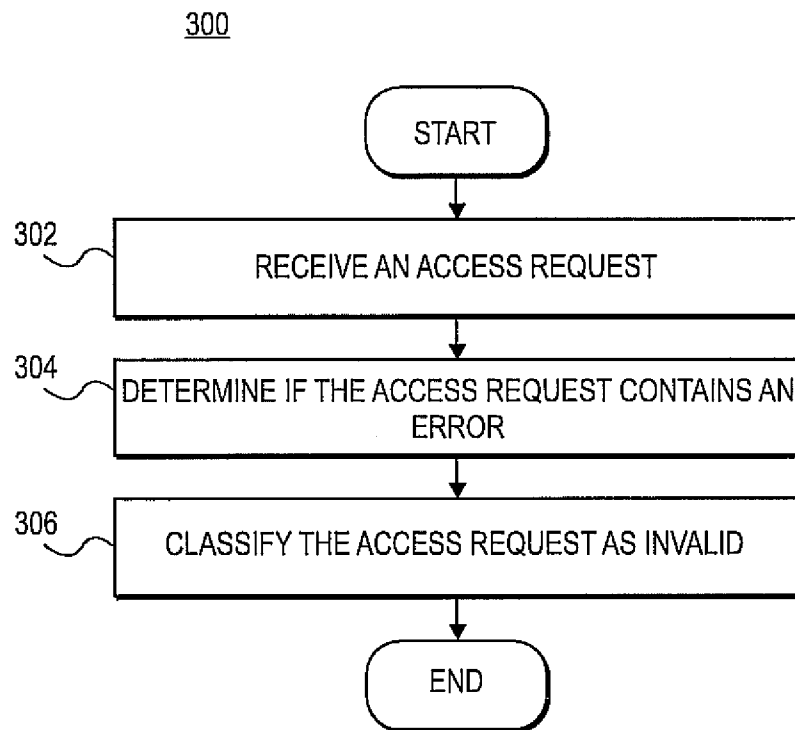 300
START
302
RECEIVE AN ACCESS REQUEST
304
DETERMINE IF THE ACCESS REQUEST CONTAINS AN
ERROR
306
CLASSIFY THE ACCESS REQUEST AS INVALID
END